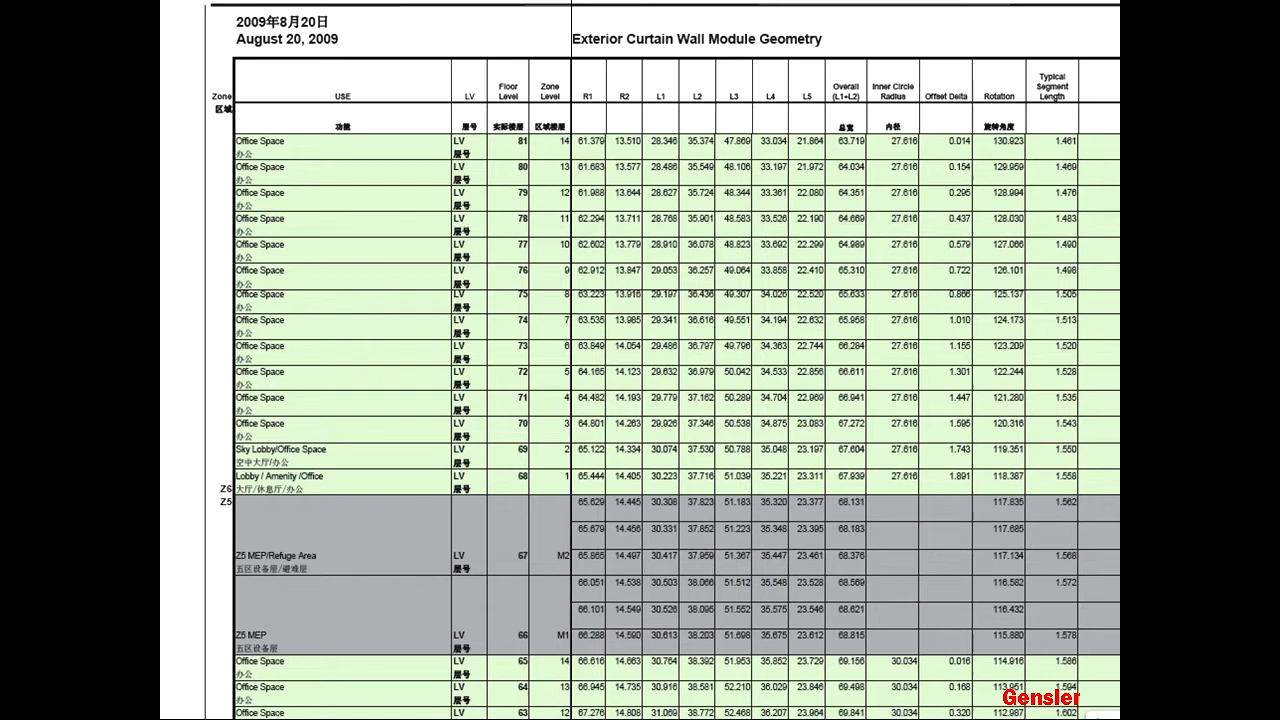 2009年8月20日
August 20, 2009
Exterior Curtain Wall Module Geometry
Zone USE LV Floor Level Zone Level R1 R2 L1 L2 L3 L4 L5 Overall (L1+L2) Inner Circle Radius Offset Delta Rotation Typical Segment Length
区域 功能 层号 实际楼层 区域楼层 总宽 内径 旋转角度
Office Space LV 81 14 61.379 13.510 28.346 35.374 47.869 33.034 21.864 63.719 27.616 0.014 130.923 1.461
办公 层号
Office Space LV 80 13 61.683 13.577 28.486 35.549 48.106 33.197 21.972 64.034 27.616 0.154 129.959 1.469
办公 层号
Office Space LV 79 12 61.988 13.644 28.627 35.724 48.344 33.361 22.080 64.351 27.616 0.295 128.994 1.476
办公 层号
Office Space LV 78 11 62.294 13.711 28.768 35.901 48.583 33.526 22.190 64.669 27.616 0.437 128.030 1.483
办公 层号
Office Space LV 77 10 62.602 13.779 28.910 36.078 48.823 33.692 22.299 64.989 27.616 0.579 127.066 1.490
办公 层号
Office Space LV 76 9 62.912 13.847 29.053 36.257 49.064 33.858 22.410 65.310 27.616 0.722 126.101 1.498
办公 层号
Office Space LV 75 8 63.223 13.916 29.197 36.436 49.307 34.026 22.520 65.633 27.616 0.866 125.137 1.505
办公 层号
Office Space LV 74 7 63.535 13.985 29.341 36.616 49.551 34.194 22.632 65.958 27.616 1.010 124.173 1.513
办公 层号
Office Space LV 73 6 63.849 14.054 29.486 36.797 49.796 34.363 22.744 66.284 27.616 1.155 123.209 1.520
办公 层号
Office Space LV 72 5 64.165 14.123 29.632 36.979 50.042 34.533 22.856 66.611 27.616 1.301 122.244 1.528
办公 层号
Office Space LV 71 4 64.482 14.193 29.779 37.162 50.289 34.704 22.969 66.941 27.616 1.447 121.280 1.535
办公 层号
Office Space LV 70 3 64.801 14.263 29.926 37.346 50.538 34.875 23.083 67.272 27.616 1.595 120.316 1.543
办公 层号
Sky Lobby/Office Space LV 69 2 65.122 14.334 30.074 37.530 50.788 35.048 23.197 67.604 27.616 1.743 119.351 1.550
空中大厅/办公 层号
Lobby / Amenity /Office LV 68 1 65.444 14.405 30.223 37.716 51.039 35.221 23.311 67.939 27.616 1.891 118.387 1.558
Z6 大厅/休息厅/办公 层号
Z5 65.629 14.445 30.308 37.823 51.183 35.320 23.377 68.131 117.835 1.562
65.679 14.456 30.331 37.852 51.223 35.348 23.395 68.183 117.685
Z5 MEP/Refuge Area LV 67 M2 65.865 14.497 30.417 37.959 51.367 35.447 23.461 68.376 117.134 1.568
五区设备层/避难层 层号
66.051 14.538 30.503 38.066 51.512 35.548 23.528 68.569 116.582 1.572
66.101 14.549 30.526 38.095 51.552 35.575 23.546 68.621 116.432
Z5 MEP LV 66 M1 66.288 14.590 30.613 38.203 51.698 35.675 23.612 68.815 115.880 1.578
五区设备层 层号
Office Space LV 65 14 66.616 14.663 30.764 38.392 51.953 35.852 23.729 69.156 30.034 0.016 114.916 1.586
办公 层号
Office Space LV 64 13 66.945 14.735 30.916 38.581 52.210 36.029 23.846 69.498 30.034 0.168 113.951 1.594
办公 层号
Gensler
Office Space LV 63 12 67.276 14.808 31.069 38.772 52.468 36.207 23.964 69.841 30.034 0.320 112.987 1.602